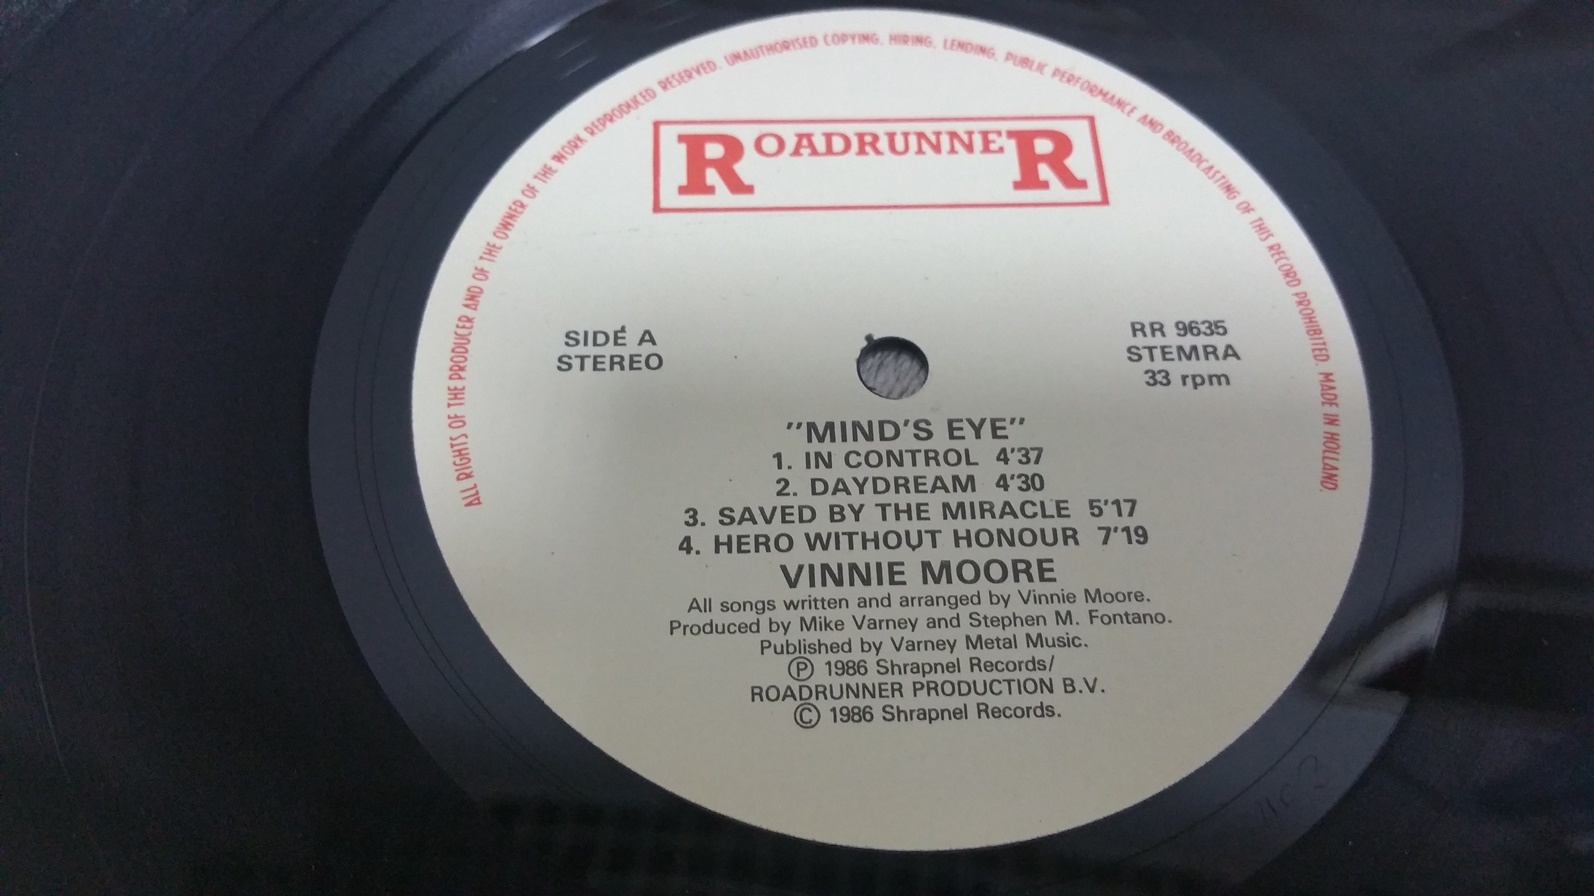 ALL RIGHTS OF THE PRODUCER AND OF THE OWNER OF THE WORK REPRODUCED RESERVED. UNAUTHORISED COPYING, HIRING, LENDING, PUBLIC PERFORMANCE AND BROADCASTING OF THIS RECORD PROHIBITED. MADE IN HOLLAND.
ROADRUNNER
SIDE A
STEREO
RR 9635
STEMRA
33 rpm
"MIND'S EYE"
1. IN CONTROL 4'37
2. DAYDREAM 4'30
3. SAVED BY THE MIRACLE 5'17
4. HERO WITHOUT HONOUR 7'19
VINNIE MOORE
All songs written and arranged by Vinnie Moore.
Produced by Mike Varney and Stephen M. Fontano.
Published by Varney Metal Music.
Ⓟ 1986 Shrapnel Records/
ROADRUNNER PRODUCTION B.V.
© 1986 Shrapnel Records.